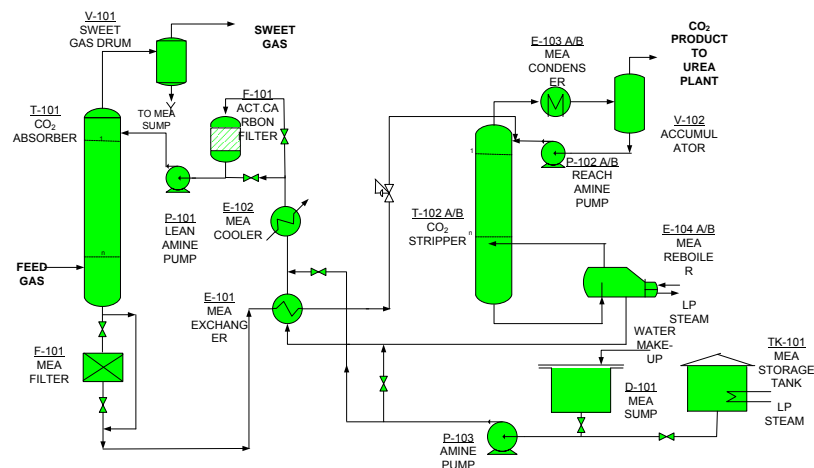 V-101
SWEET
GAS DRUM
SWEET
GAS
T-101
CO₂
ABSORBER
TO MEA
SUMP
F-101
ACT.CA
RBON
FILTER
1
P-101
LEAN
AMINE
PUMP
E-102
MEA
COOLER
FEED
GAS
n
E-101
MEA
EXCHANG
ER
F-101
MEA
FILTER
E-103 A/B
MEA
CONDENS
ER
CO₂
PRODUCT
TO
UREA
PLANT
V-102
ACCUMUL
ATOR
1
P-102 A/B
REACH
AMINE
PUMP
T-102 A/B
CO₂
STRIPPER
n
E-104 A/B
MEA
REBOILE
R
LP
STEAM
WATER
MAKE-
UP
TK-101
MEA
STORAGE
TANK
D-101
MEA
SUMP
LP
STEAM
P-103
AMINE
PUMP